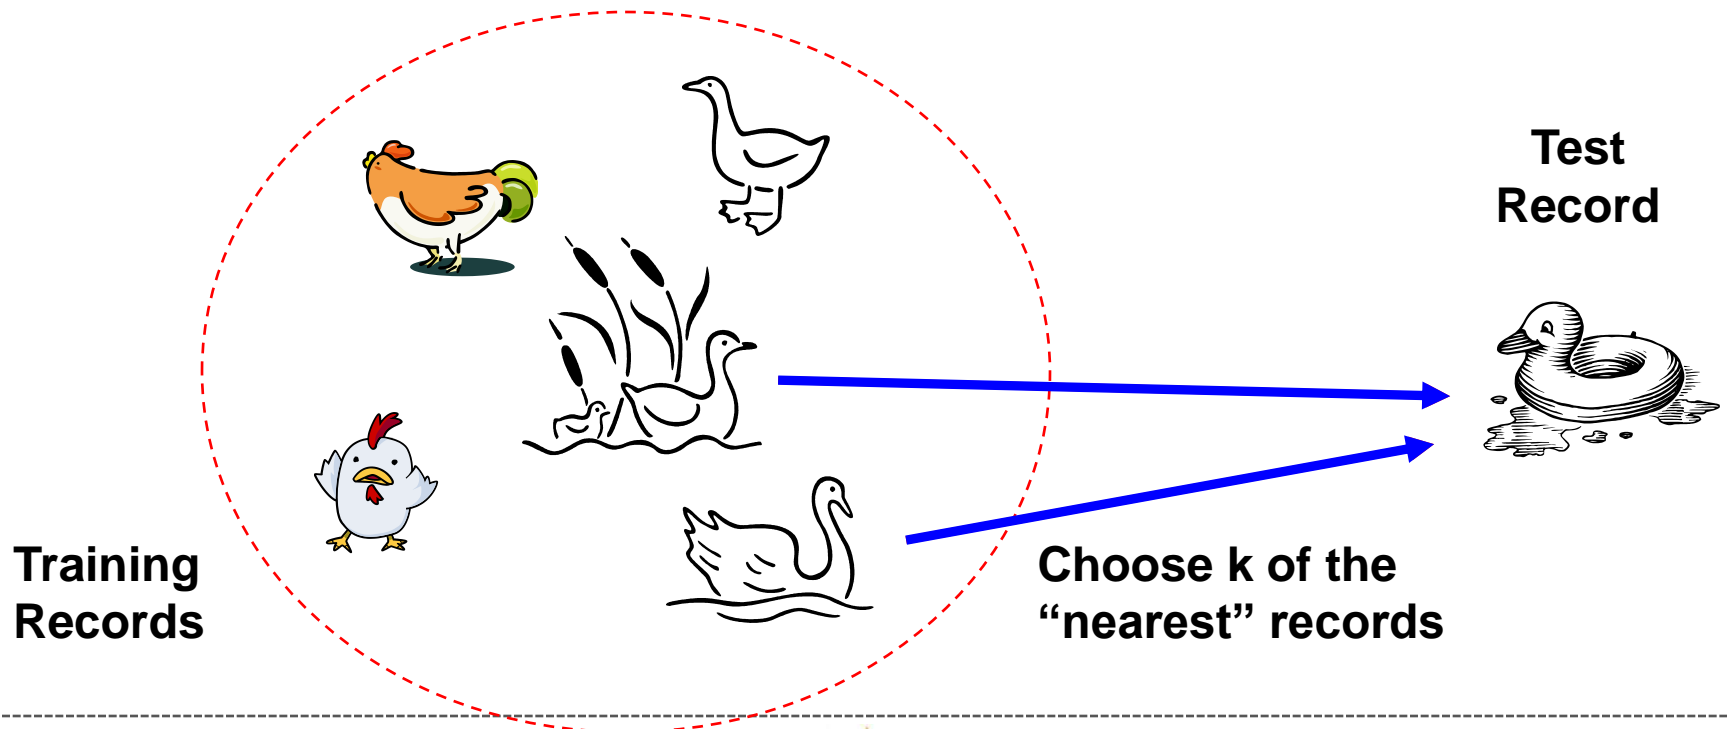 Test
Record
Training
Records
Choose k of the
“nearest” records